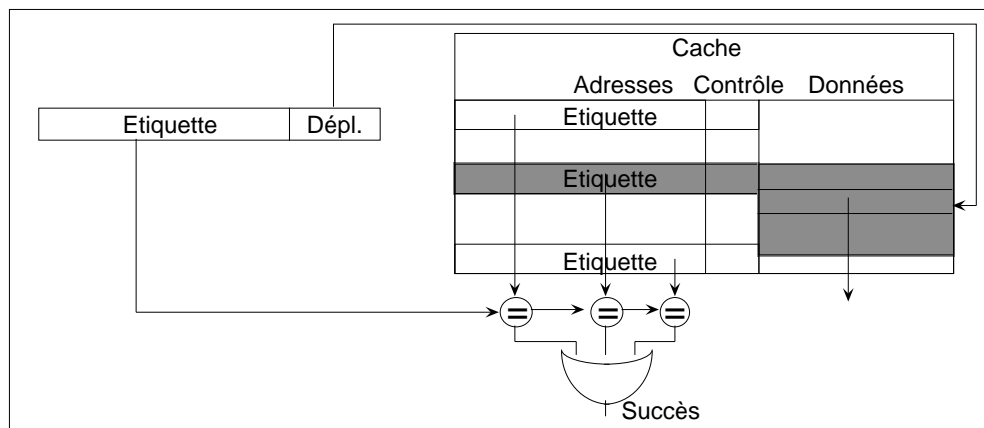 Cache
Adresses Contrôle Données
Etiquette Dépl.
Etiquette
Etiquette
Etiquette
= = =
Succès